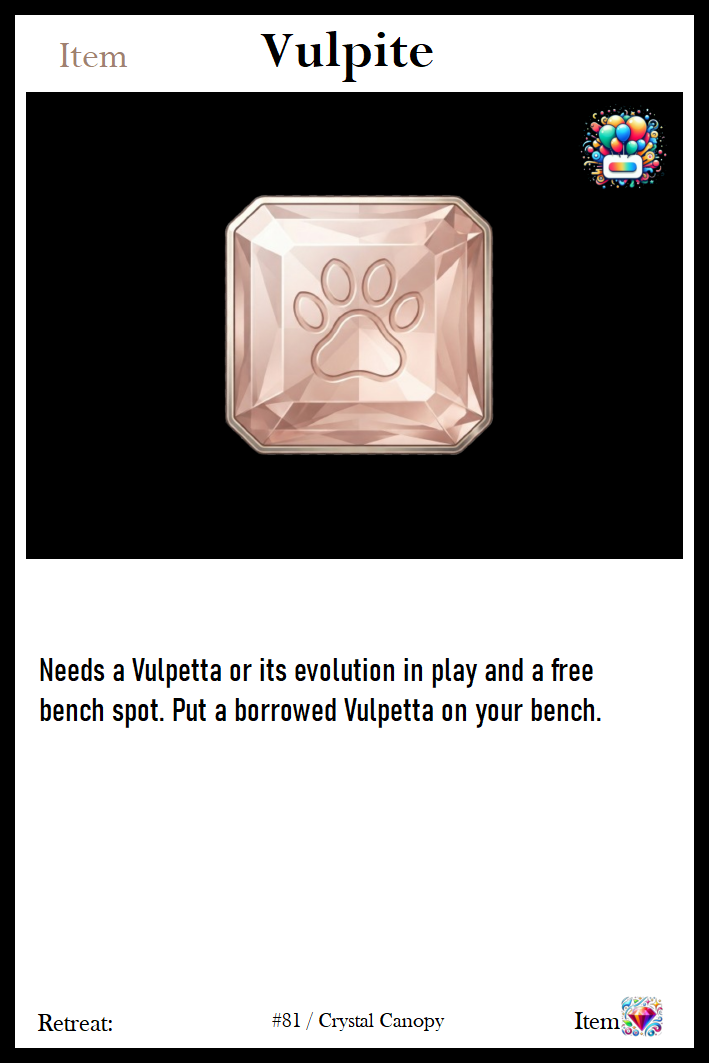 Item
Vulpite
Needs a Vulpetta or its evolution in play and a free
bench spot. Put a borrowed Vulpetta on your bench.
Retreat:
#81 / Crystal Canopy
Item